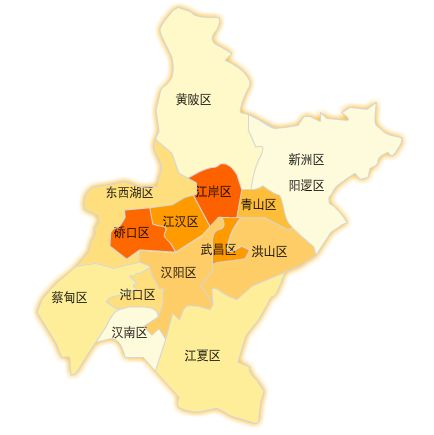 黄陂区
新洲区
阳逻区
东西湖区
江岸区
青山区
江汉区
硚口区
武昌区
洪山区
汉阳区
沌口区
蔡甸区
汉南区
江夏区